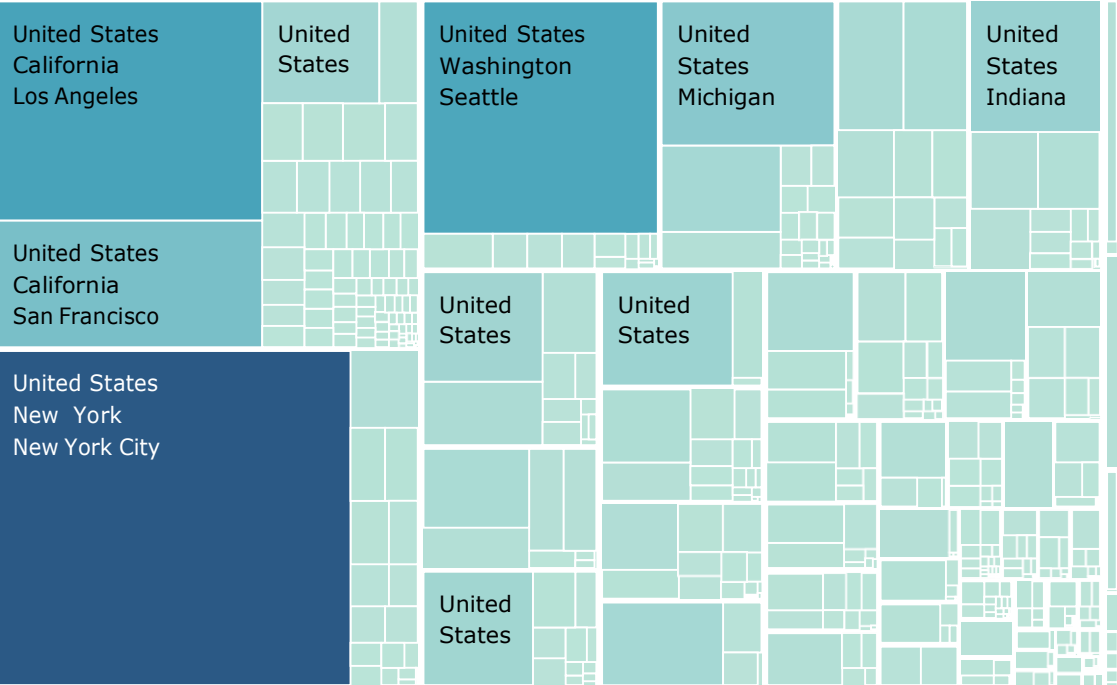 United States
California
Los Angeles
United
States
United States
Washington
Seattle
United
States
Michigan
United
States
Indiana
United States
California
San Francisco
United
States
United
States
United States
New York
New York City
United
States